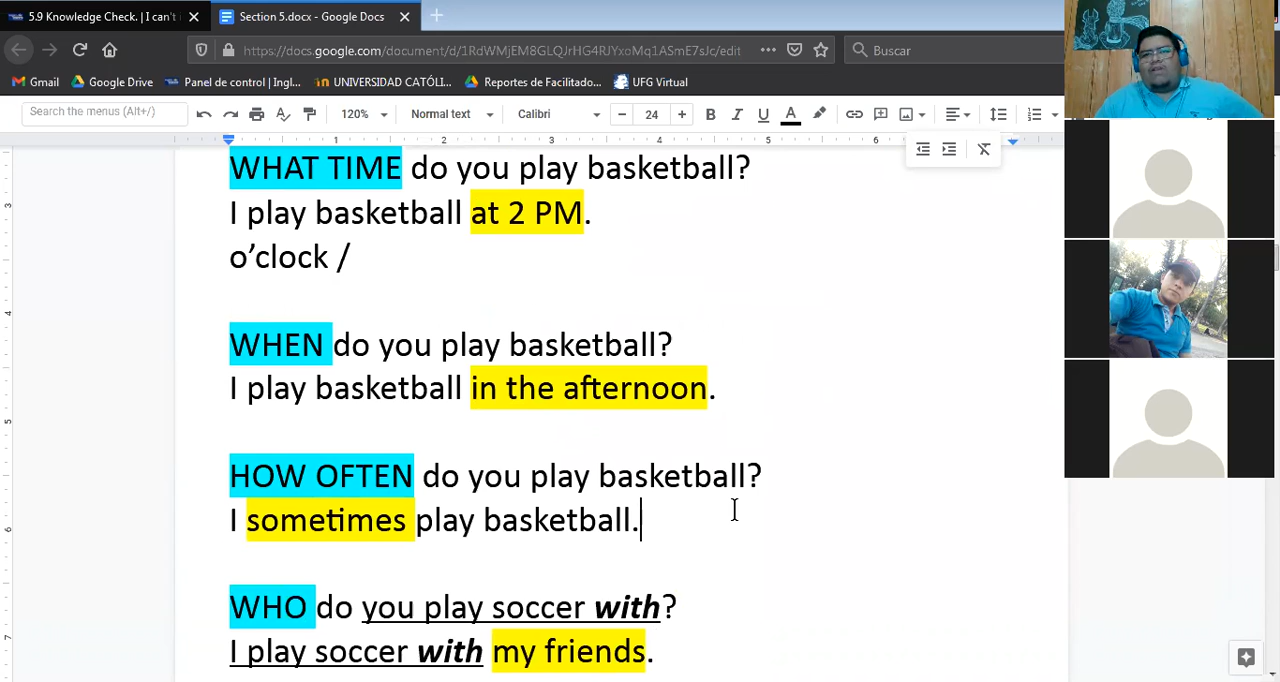 5.9 Knowledge Check. | I can't i
Section 5.docx - Google Docs
https://docs.google.com/document/d/1RdWMjEM8GLQJrHG4RJYxoMq1ASmE7sJc/edit
Buscar
Gmail
Google Drive
Panel de control | Ingl...
UNIVERSIDAD CATÓLI...
Reportes de Facilitado...
UFG Virtual
Search the menus (Alt+/)
120%
Normal text
Calibri
24
WHAT TIME do you play basketball?
I play basketball at 2 PM.
o’clock /
WHEN do you play basketball?
I play basketball in the afternoon.
HOW OFTEN do you play basketball?
I sometimes play basketball.
WHO do you play soccer with?
I play soccer with my friends.